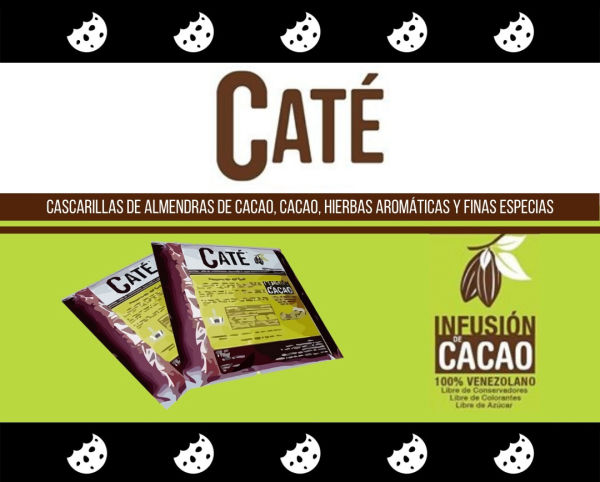 CATÉ
CASCARILLAS DE ALMENDRAS DE CACAO, CACAO, HIERBAS AROMÁTICAS Y FINAS ESPECIAS
CATÉ
CATÉ
CACAO
INFUSIÓN
DE CACAO
100% VENEZOLANO
Libre de Conservadores
Libre de Colorantes
Libre de Azúcar